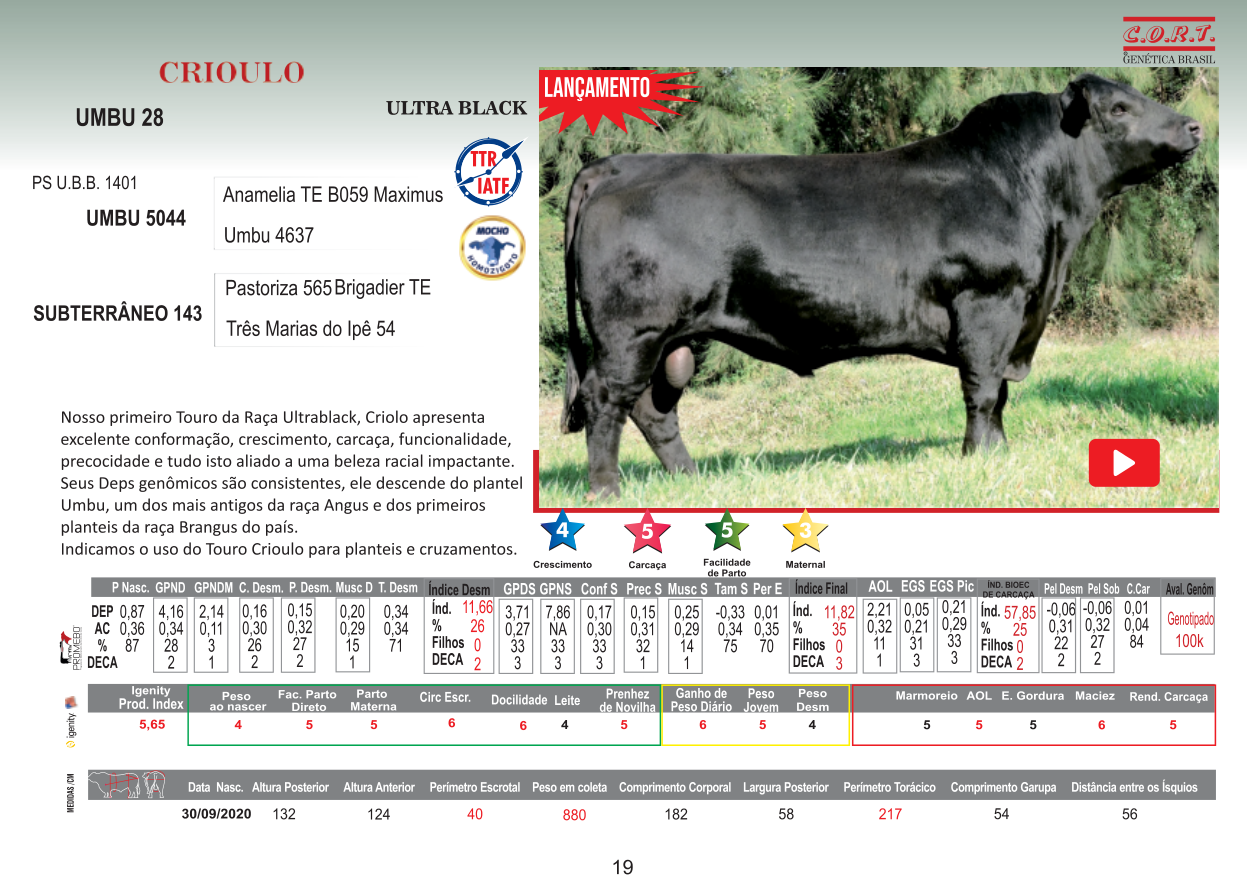 C.O.R.T.
GENÉTICA BRASIL
CRIOULO
UMBU 28
ULTRA BLACK
LANÇAMENTO
TTR
IATF
MOCHO
HOMOZIGOTO
PS U.B.B. 1401
UMBU 5044
Anamelia TE B059 Maximus
Umbu 4637
SUBTERRÂNEO 143
Pastoriza 565 Brigadier TE
Três Marias do Ipê 54
Nosso primeiro Touro da Raça Ultrablack, Criolo apresenta
excelente conformação, crescimento, carcaça, funcionalidade,
precocidade e tudo isto aliado a uma beleza racial impactante.
Seus Deps genômicos são consistentes, ele descende do plantel
Umbu, um dos mais antigos da raça Angus e dos primeiros
planteis da raça Brangus do país.
Indicamos o uso do Touro Crioulo para planteis e cruzamentos.
4 5 5 3
Crescimento Carcaça Facilidade de Parto Maternal
P Nasc. GPND GPNDM C. Desm. P. Desm. Musc D T. Desm Índice Desm GPDS GPNS Conf S Prec S Musc S Tam S Per E Índice Final AOL EGS EGS Pic ÍND. BIOEC DE CARCAÇA Pel Desm Pel Sob C.Car Aval. Genôm
DEP 0,87 4,16 2,14 0,16 0,15 0,20 0,34 Índ. 11,66 3,71 7,86 0,17 0,15 0,25 -0,33 0,01 Índ. 11,82 2,21 0,05 0,21 Índ. 57,85 -0,06 -0,06 0,01 Genotipado
AC 0,36 0,34 0,11 0,30 0,32 0,29 0,34 % 26 0,27 NA 0,30 0,31 0,29 0,34 0,35 % 35 0,32 0,21 0,29 % 25 0,31 0,32 0,04 100k
% 87 28 3 26 27 15 71 Filhos 0 33 33 33 32 14 75 70 Filhos 0 11 31 33 Filhos 0 22 27 84
DECA 2 1 2 2 1 DECA 2 3 3 3 1 1 DECA 3 1 3 3 DECA 2 2 2
PROMEBO
igenity
Igenity Prod. Index Peso ao nascer Fac. Parto Direto Parto Materna Circ Escr. Docilidade Leite Prenhez de Novilha Ganho de Peso Diário Peso Jovem Peso Desm Marmoreio AOL E. Gordura Maciez Rend. Carcaça
5,65 4 5 5 6 6 4 5 6 5 4 5 5 5 6 5
MEDIDAS /CM
Data Nasc. Altura Posterior Altura Anterior Perímetro Escrotal Peso em coleta Comprimento Corporal Largura Posterior Perímetro Torácico Comprimento Garupa Distância entre os Ísquios
30/09/2020 132 124 40 880 182 58 217 54 56
19